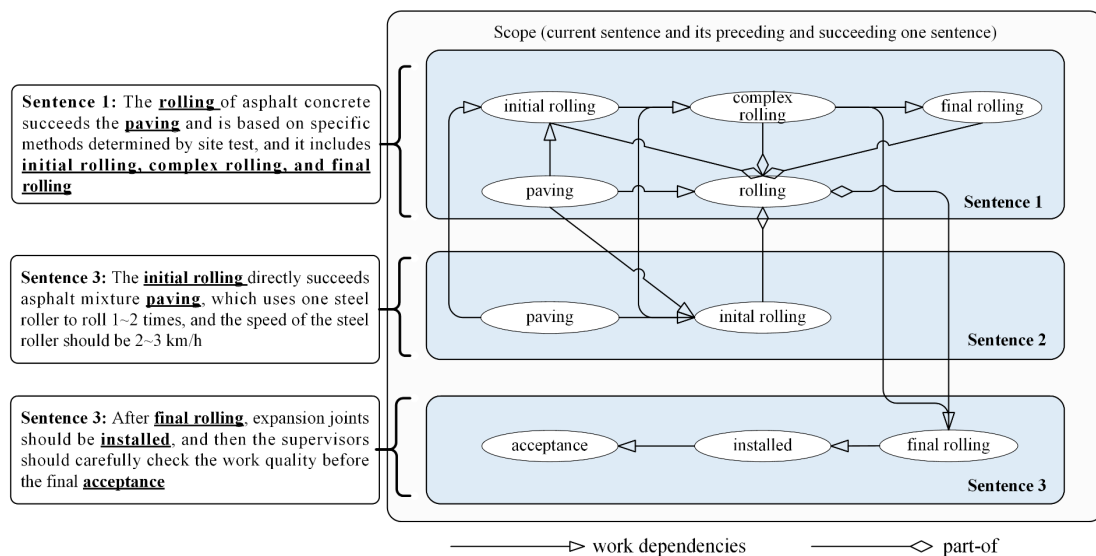 Scope (current sentence and its preceding and succeeding one sentence)
Sentence 1: The rolling of asphalt concrete
succeeds the paving and is based on specific
methods determined by site test, and it includes
initial rolling, complex rolling, and final
rolling
initial rolling
complex
rolling
final rolling
paving
rolling
Sentence 1
Sentence 3: The initial rolling directly succeeds
asphalt mixture paving, which uses one steel
roller to roll 1~2 times, and the speed of the steel
roller should be 2~3 km/h
paving
inital rolling
Sentence 2
Sentence 3: After final rolling, expansion joints
should be installed, and then the supervisors
should carefully check the work quality before
the final acceptance
acceptance
installed
final rolling
Sentence 3
work dependencies
part-of